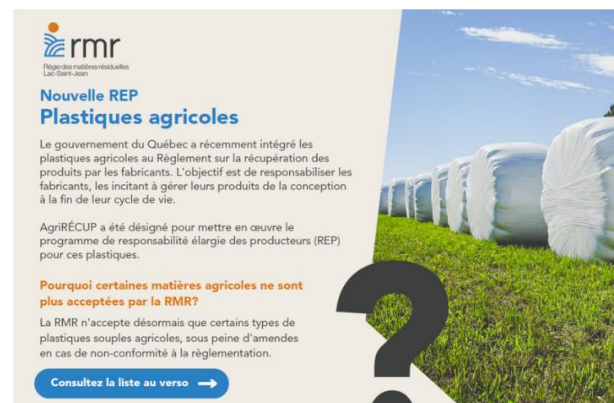 rmr
Régie des matières résiduelles
Lac-Saint-Jean
Nouvelle REP
Plastiques agricoles
Le gouvernement du Québec a récemment intégré les
plastiques agricoles au Règlement sur la récupération des
produits par les fabricants. L'objectif est de responsabiliser les
fabricants, les incitant à gérer leurs produits de la conception
à la fin de leur cycle de vie.
AgriRÉCUP a été désigné pour mettre en œuvre le
programme de responsabilité élargie des producteurs (REP)
pour ces plastiques.
Pourquoi certaines matières agricoles ne sont
plus acceptées par la RMR?
La RMR n'accepte désormais que certains types de
plastiques souples agricoles, sous peine d'amendes
en cas de non-conformité à la règlementation.
Consultez la liste au verso
?